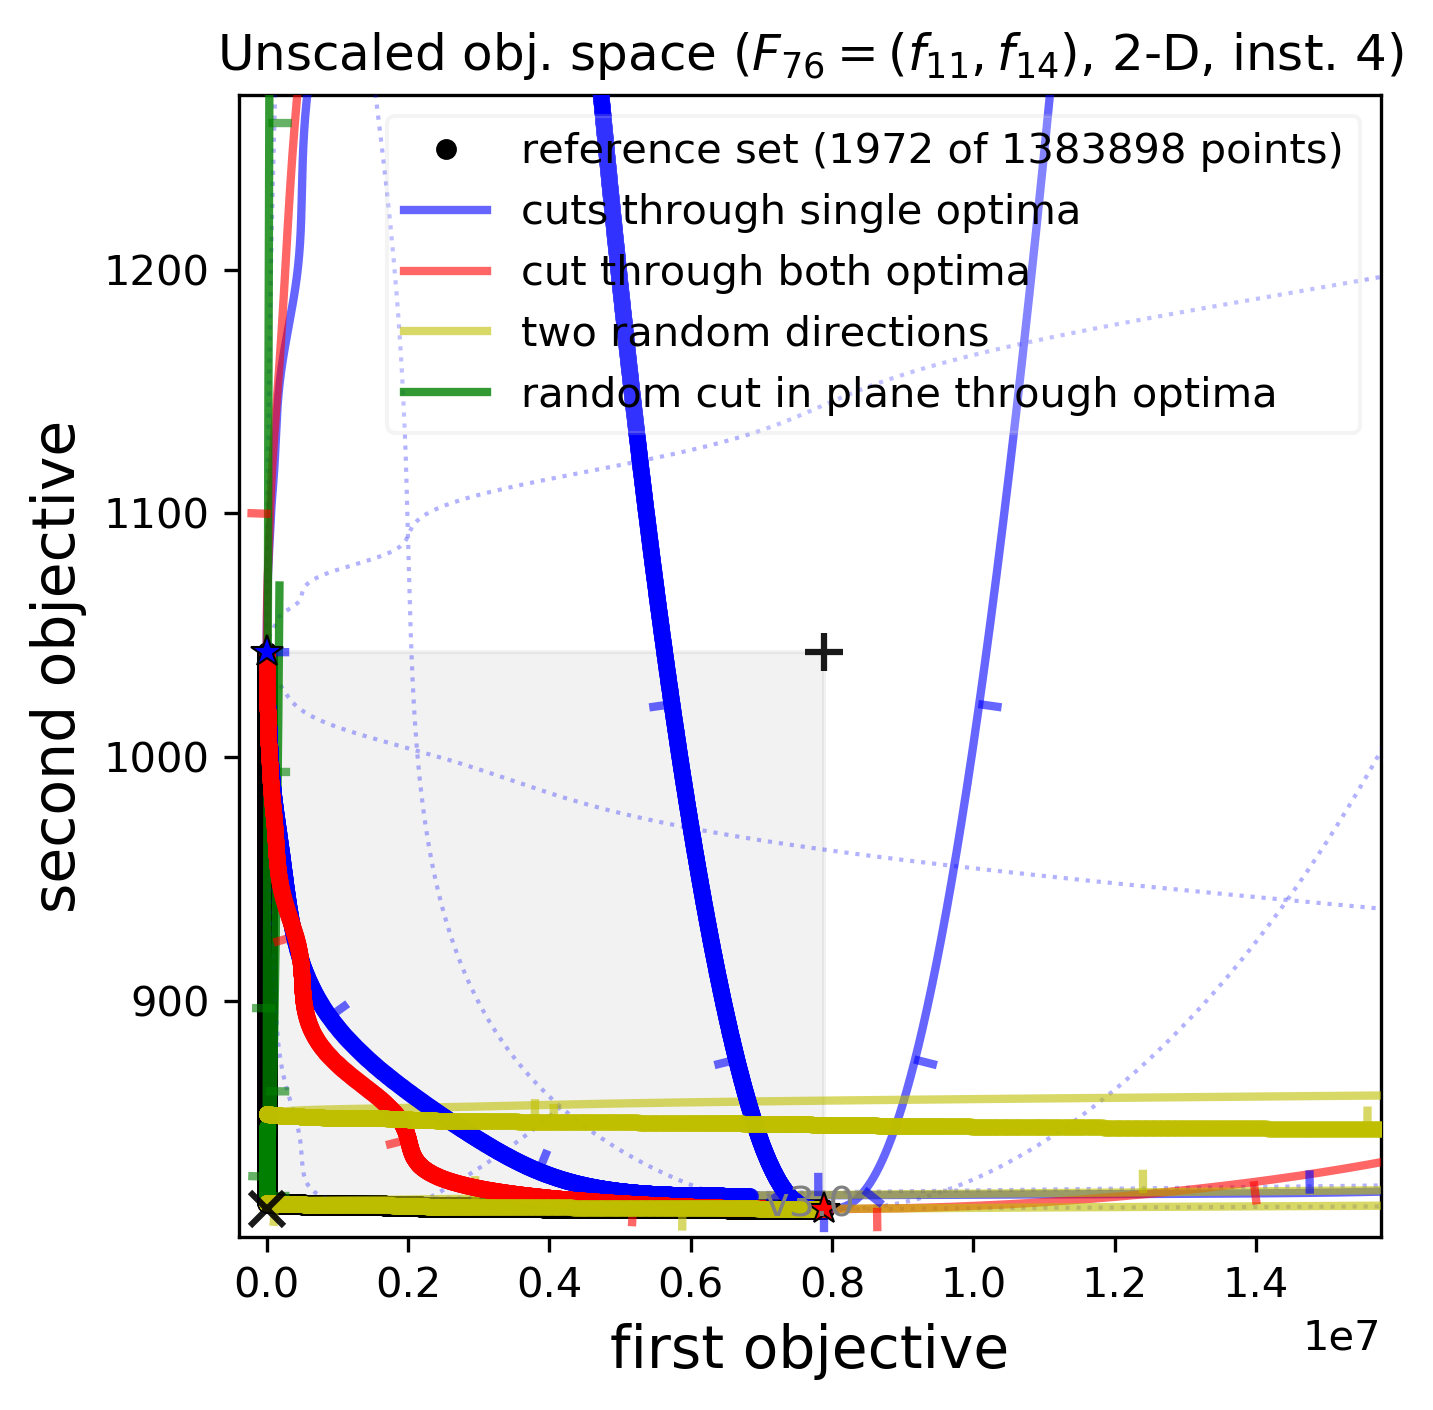 Unscaled obj. space (F76 = (f11, f14), 2-D, inst. 4)
reference set (1972 of 1383898 points)
cuts through single optima
cut through both optima
two random directions
random cut in plane through optima
second objective
1200
1100
1000
900
v3.0
0.0 0.2 0.4 0.6 0.8 1.0 1.2 1.4
1e7
first objective